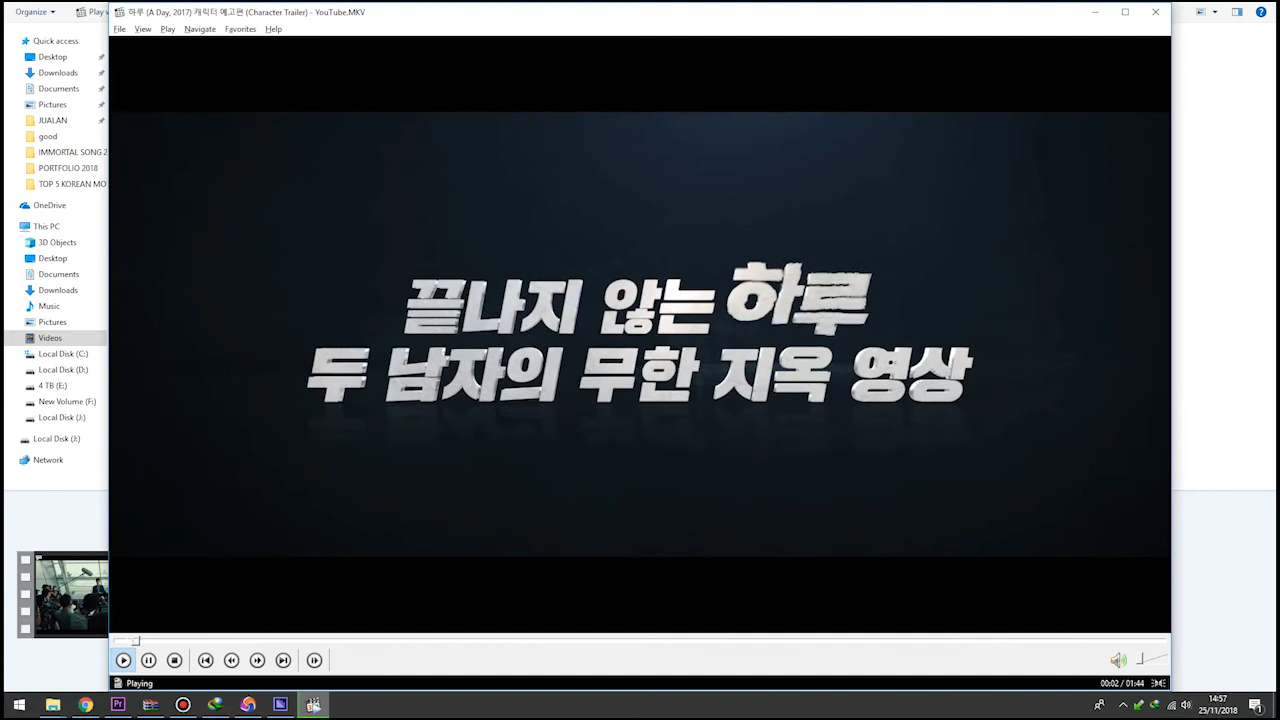 Organize
Play
하루 (A Day, 2017) 캐릭터 예고편 (Character Trailer) - YouTube.MKV
File View Play Navigate Favorites Help
Quick access
Desktop
Downloads
Documents
Pictures
JUALAN
good
IMMORTAL SONG 2
PORTFOLIO 2018
TOP 5 KOREAN MO
OneDrive
This PC
3D Objects
Desktop
Documents
Downloads
Music
Pictures
Videos
Local Disk (C:)
Local Disk (D:)
4 TB (E:)
New Volume (F:)
Local Disk (J:)
Local Disk (J:)
Network
끝나지 않는 하루
두 남자의 무한 지옥 영상
Playing
00:02 / 01:44
Pr
14:57
25/11/2018
1